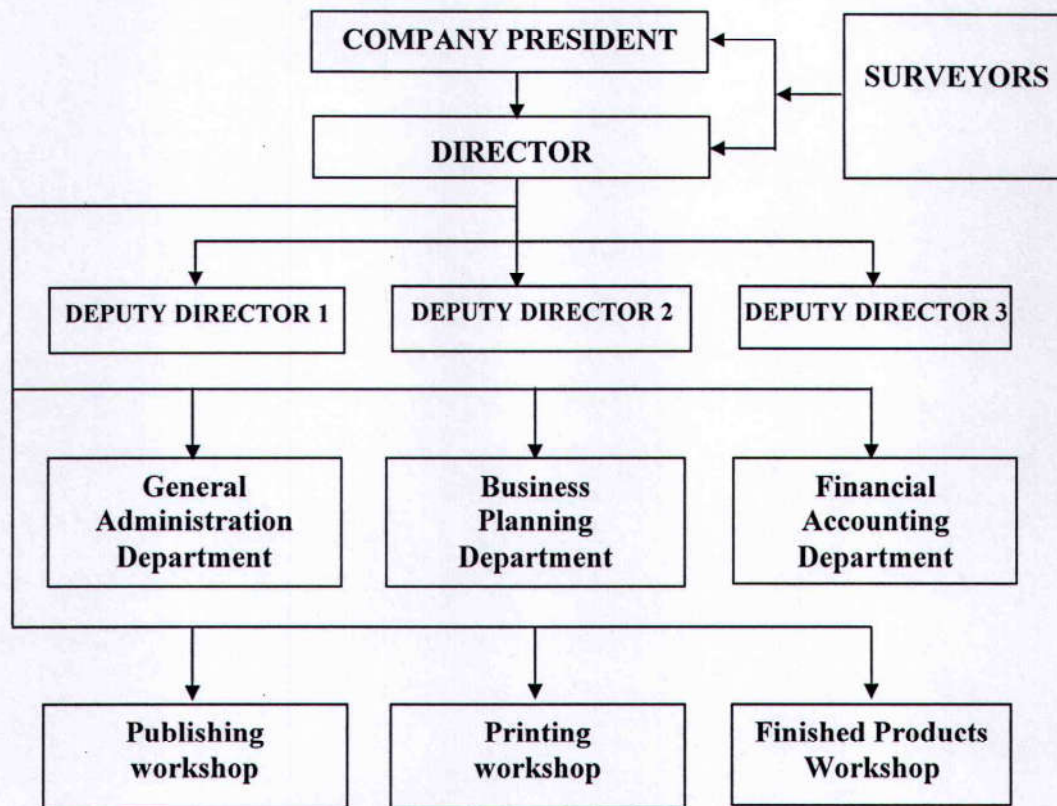 COMPANY PRESIDENT
SURVEYORS
DIRECTOR
DEPUTY DIRECTOR 1
DEPUTY DIRECTOR 2
DEPUTY DIRECTOR 3
General
Administration
Department
Business
Planning
Department
Financial
Accounting
Department
Publishing
workshop
Printing
workshop
Finished Products
Workshop